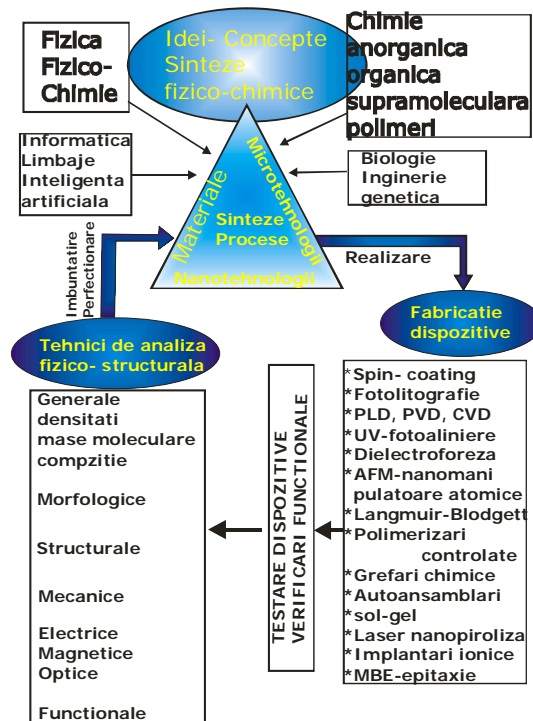 Fizica
Fizico-
Chimie
Idei- Concepte
Sinteze
fizico-chimice
Chimie
anorganica
organica
supramoleculara
polimeri
Informatica
Limbaje
Inteligenta
artificiala
Materiale
Microtehnologii
Sinteze
Procese
Nanotehnologii
Biologie
Inginerie
genetica
Imbuntatire
Perfectionare
Realizare
Tehnici de analiza
fizico- structurala
Fabricatie
dispozitive
Generale
densitati
mase moleculare
compzitie
Morfologice
Structurale
Mecanice
Electrice
Magnetice
Optice
Functionale
TESTARE DISPOZITIVE
VERIFICARI FUNCTIONALE
*Spin- coating
*Fotolitografie
*PLD, PVD, CVD
*UV-fotoaliniere
*Dielectroforeza
*AFM-nanomani
pulatoare atomice
*Langmuir-Blodgett
*Polimerizari
controlate
*Grefari chimice
*Autoansamblari
*sol-gel
*Laser nanopiroliza
*Implantari ionice
*MBE-epitaxie